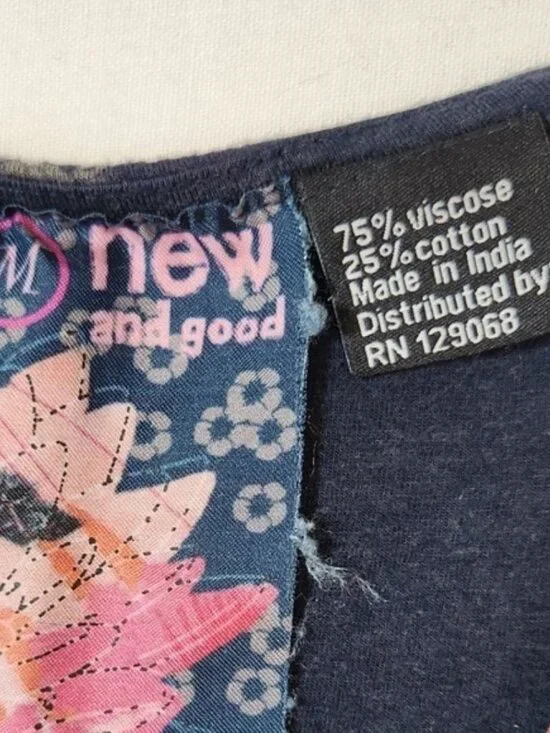 M
new
and good
75% viscose
25% cotton
Made in India
Distributed by
RN 129068